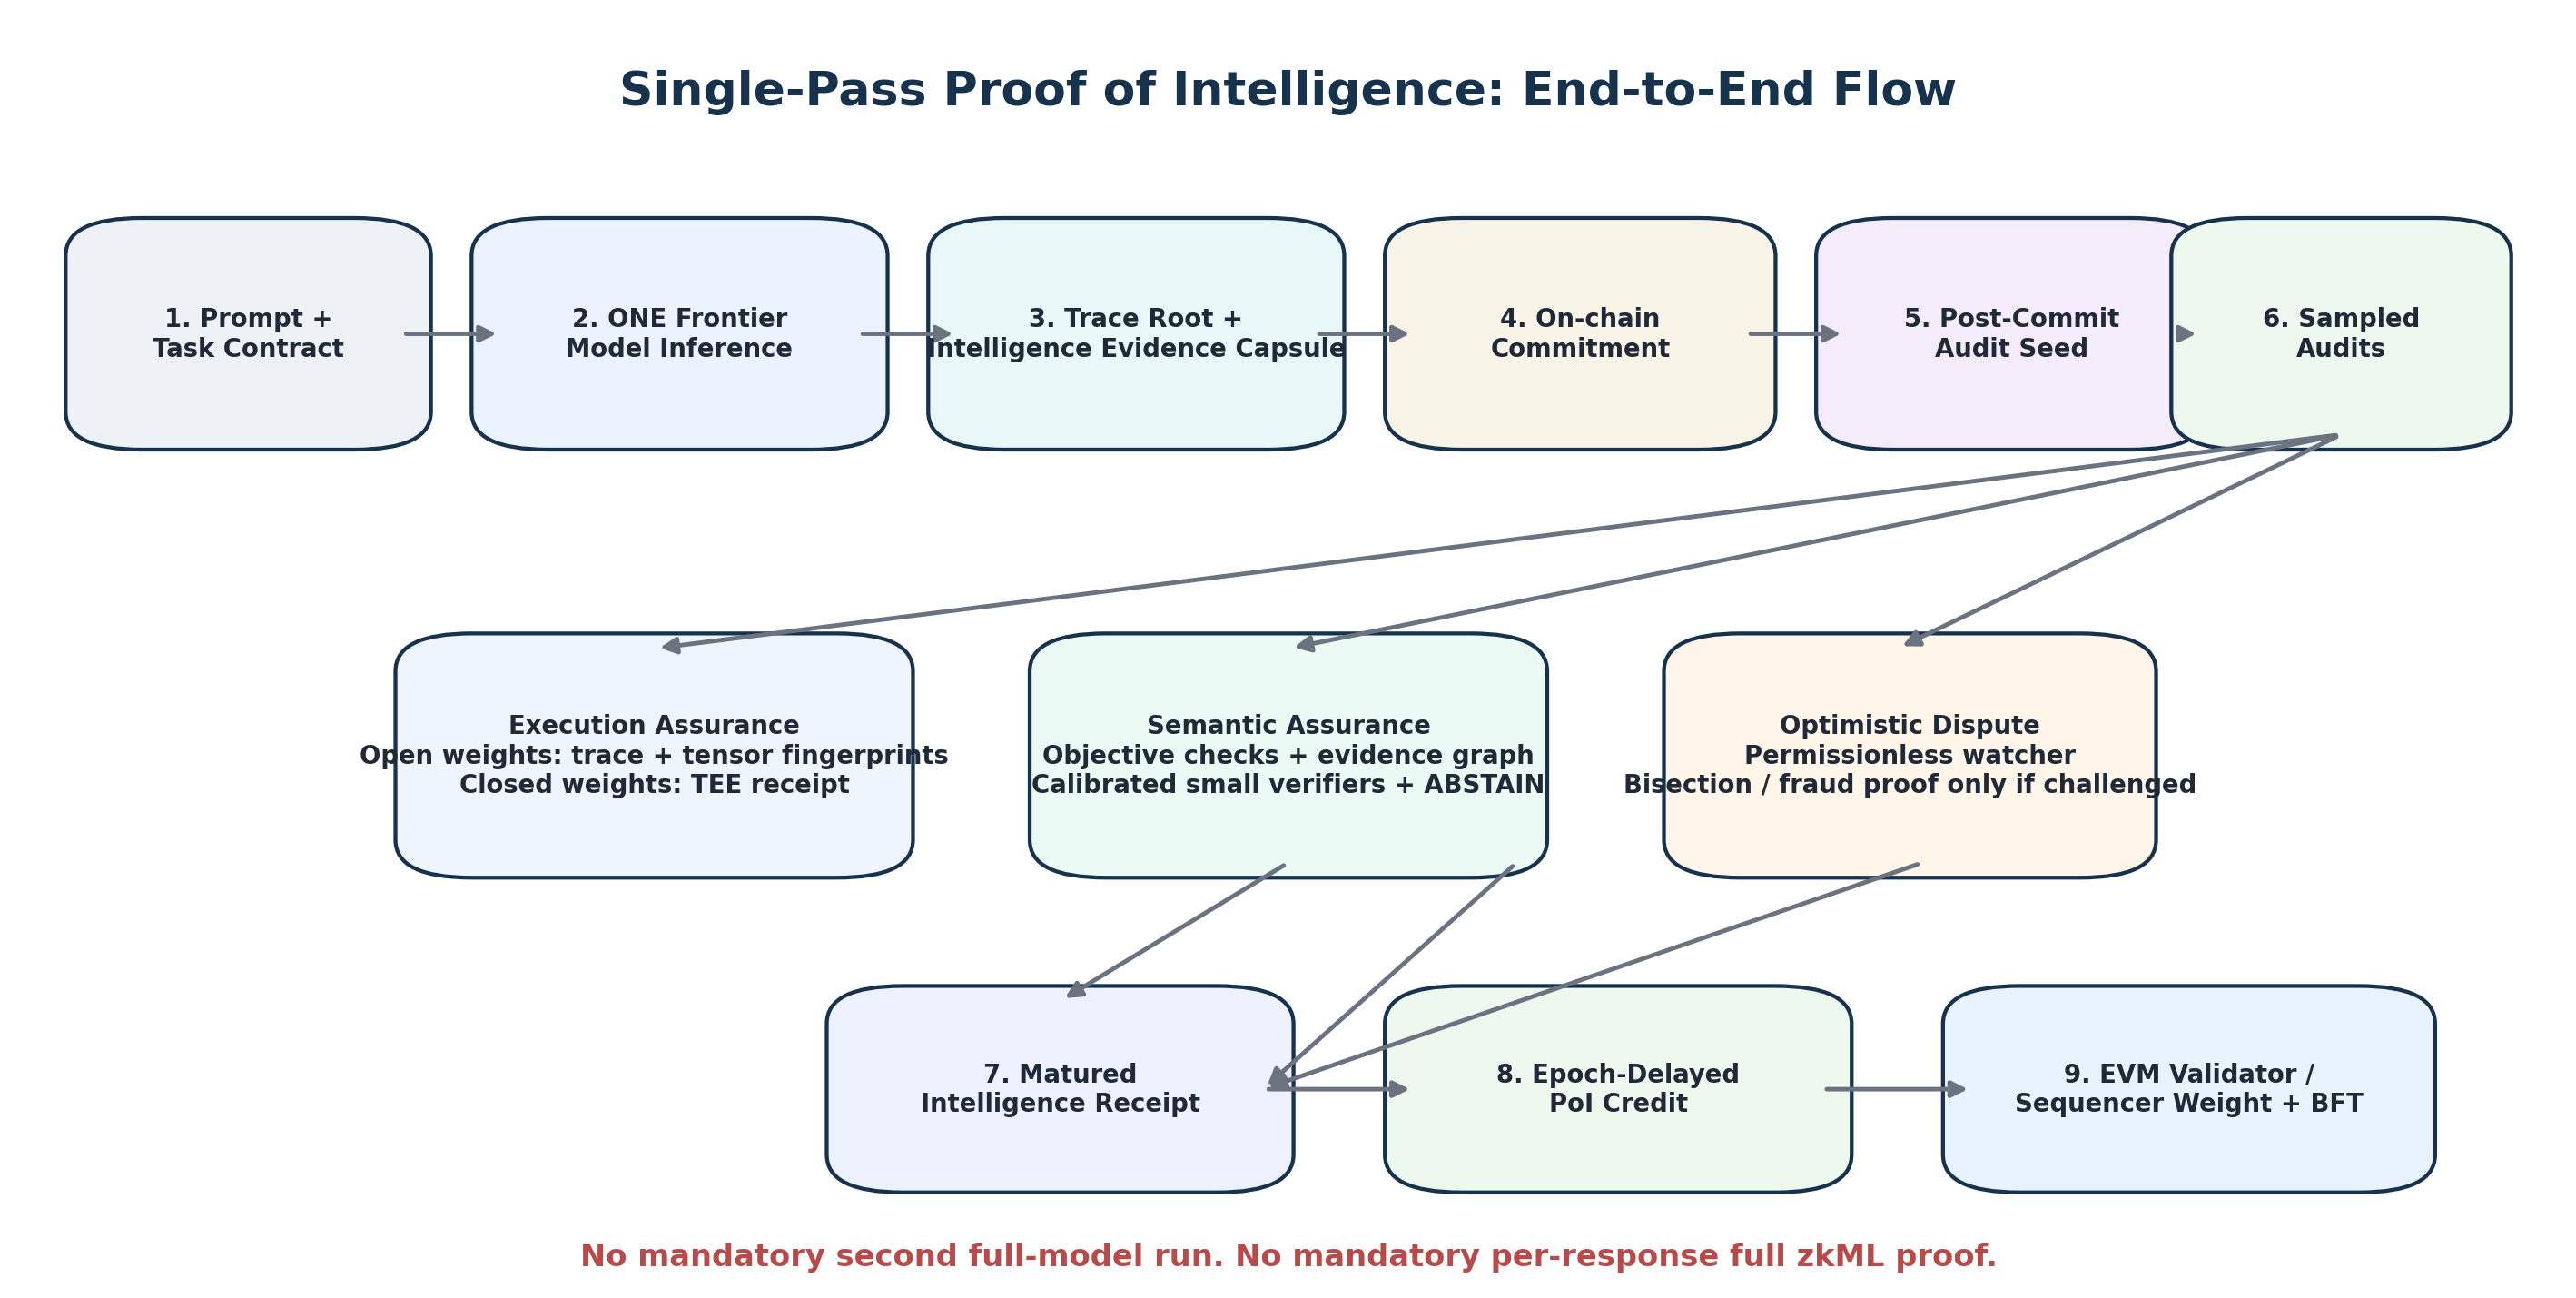 Single-Pass Proof of Intelligence: End-to-End Flow
1. Prompt +
Task Contract
2. ONE Frontier
Model Inference
3. Trace Root +
Intelligence Evidence Capsule
4. On-chain
Commitment
5. Post-Commit
Audit Seed
6. Sampled
Audits
Execution Assurance
Open weights: trace + tensor fingerprints
Closed weights: TEE receipt
Semantic Assurance
Objective checks + evidence graph
Calibrated small verifiers + ABSTAIN
Optimistic Dispute
Permissionless watcher
Bisection / fraud proof only if challenged
7. Matured
Intelligence Receipt
8. Epoch-Delayed
PoI Credit
9. EVM Validator /
Sequencer Weight + BFT
No mandatory second full-model run. No mandatory per-response full zkML proof.